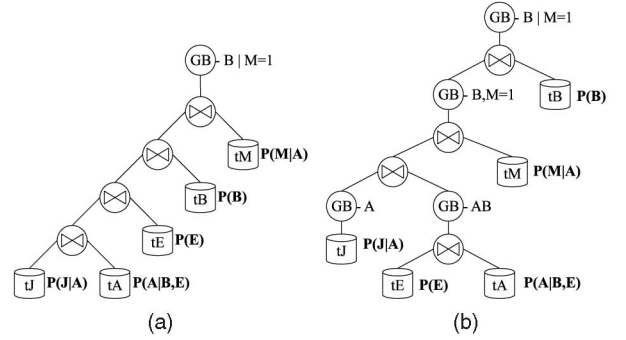 GB B | M=1
tM P(M|A)
tB P(B)
tE P(E)
tJ P(J|A) tA P(A|B,E)
(a)
GB B | M=1
GB B,M=1 tB P(B)
tM P(M|A)
GB A GB AB
tJ P(J|A)
tE P(E) tA P(A|B,E)
(b)